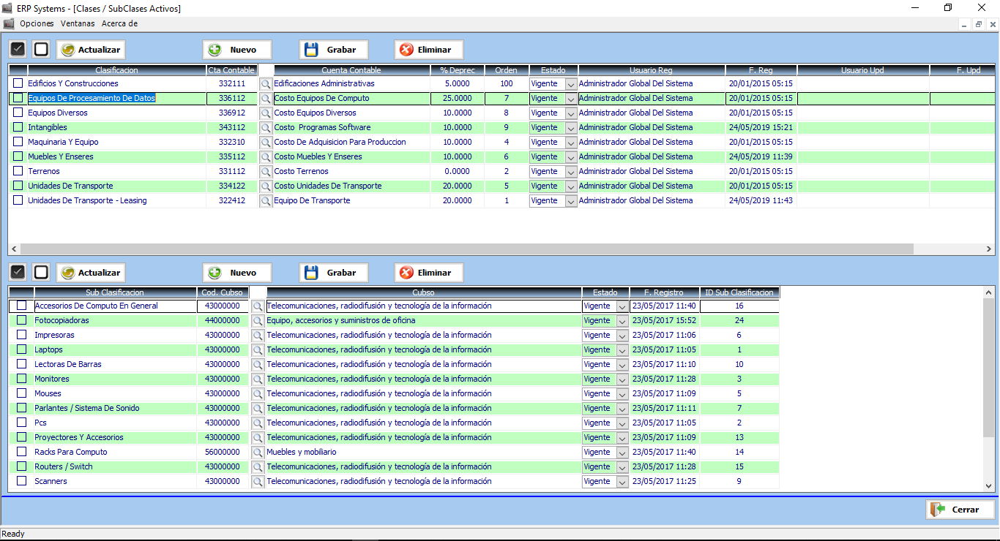 ERP Systems - [Clases / SubClases Activos]
Opciones Ventanas Acerca de
Actualizar Nuevo Grabar Eliminar
Clasificacion Cta Contable Cuenta Contable % Deprec Orden Estado Usuario Reg F. Reg Usuario Upd F. Upd
Edificios Y Construcciones 332111 Edificaciones Administrativas 5.0000 100 Vigente Administrador Global Del Sistema 20/01/2015 05:15
Equipos De Procesamiento De Datos 336112 Costo Equipos De Computo 25.0000 7 Vigente Administrador Global Del Sistema 20/01/2015 05:15
Equipos Diversos 336912 Costo Equipos Diversos 10.0000 8 Vigente Administrador Global Del Sistema 20/01/2015 05:15
Intangibles 343112 Costo Programas Software 10.0000 9 Vigente Administrador Global Del Sistema 24/05/2019 15:21
Maquinaria Y Equipo 332310 Costo De Adquisicion Para Produccion 10.0000 4 Vigente Administrador Global Del Sistema 20/01/2015 05:15
Muebles Y Enseres 335112 Costo Muebles Y Enseres 10.0000 6 Vigente Administrador Global Del Sistema 24/05/2019 11:39
Terrenos 331112 Costo Terrenos 0.0000 2 Vigente Administrador Global Del Sistema 20/01/2015 05:15
Unidades De Transporte 334122 Costo Unidades De Transporte 20.0000 5 Vigente Administrador Global Del Sistema 20/01/2015 05:15
Unidades De Transporte - Leasing 322412 Equipo De Transporte 20.0000 1 Vigente Administrador Global Del Sistema 24/05/2019 11:43
Actualizar Nuevo Grabar Eliminar
Sub Clasificacion Cod. Cubso Cubso Estado F. Registro ID Sub Clasificacion
Accesorios De Computo En General 43000000 Telecomunicaciones, radiodifusión y tecnología de la información Vigente 23/05/2017 11:40 16
Fotocopiadoras 44000000 Equipo, accesorios y suministros de oficina Vigente 23/05/2017 15:52 24
Impresoras 43000000 Telecomunicaciones, radiodifusión y tecnología de la información Vigente 23/05/2017 11:06 6
Laptops 43000000 Telecomunicaciones, radiodifusión y tecnología de la información Vigente 23/05/2017 11:05 1
Lectoras De Barras 43000000 Telecomunicaciones, radiodifusión y tecnología de la información Vigente 23/05/2017 11:10 10
Monitores 43000000 Telecomunicaciones, radiodifusión y tecnología de la información Vigente 23/05/2017 11:28 3
Mouses 43000000 Telecomunicaciones, radiodifusión y tecnología de la información Vigente 23/05/2017 11:09 5
Parlantes / Sistema De Sonido 43000000 Telecomunicaciones, radiodifusión y tecnología de la información Vigente 23/05/2017 11:11 7
Pcs 43000000 Telecomunicaciones, radiodifusión y tecnología de la información Vigente 23/05/2017 11:05 2
Proyectores Y Accesorios 43000000 Telecomunicaciones, radiodifusión y tecnología de la información Vigente 23/05/2017 11:09 13
Racks Para Computo 56000000 Muebles y mobiliario Vigente 23/05/2017 11:40 14
Routers / Switch 43000000 Telecomunicaciones, radiodifusión y tecnología de la información Vigente 23/05/2017 11:28 15
Scanners 43000000 Telecomunicaciones, radiodifusión y tecnología de la información Vigente 23/05/2017 11:25 9
Cerrar
Ready